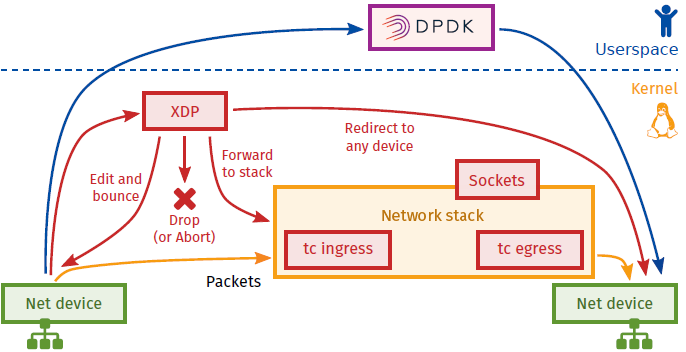 DPDK
Userspace
Kernel
XDP
Redirect to
any device
Forward
to stack
Edit and
bounce
Sockets
Drop
(or Abort)
Network stack
tc ingress
tc egress
Packets
Net device
Net device